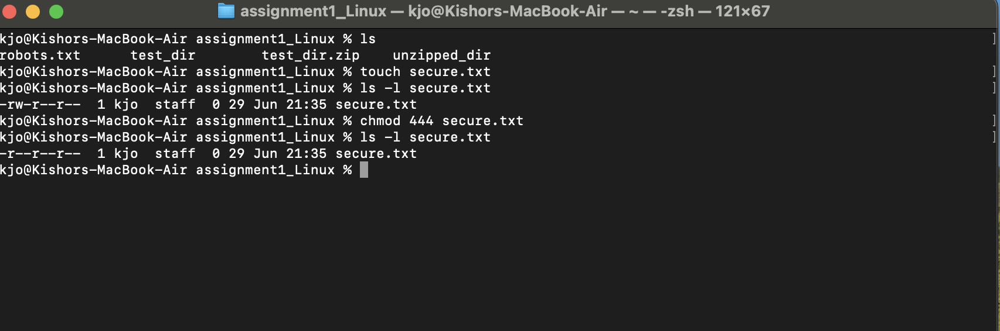 assignment1_Linux — kjo@Kishors-MacBook-Air — ~ — -zsh — 121×67
kjo@Kishors-MacBook-Air assignment1_Linux % ls
robots.txt      test_dir        test_dir.zip    unzipped_dir
kjo@Kishors-MacBook-Air assignment1_Linux % touch secure.txt
kjo@Kishors-MacBook-Air assignment1_Linux % ls -l secure.txt
-rw-r--r--  1 kjo  staff  0 29 Jun 21:35 secure.txt
kjo@Kishors-MacBook-Air assignment1_Linux % chmod 444 secure.txt
kjo@Kishors-MacBook-Air assignment1_Linux % ls -l secure.txt
-r--r--r--  1 kjo  staff  0 29 Jun 21:35 secure.txt
kjo@Kishors-MacBook-Air assignment1_Linux %